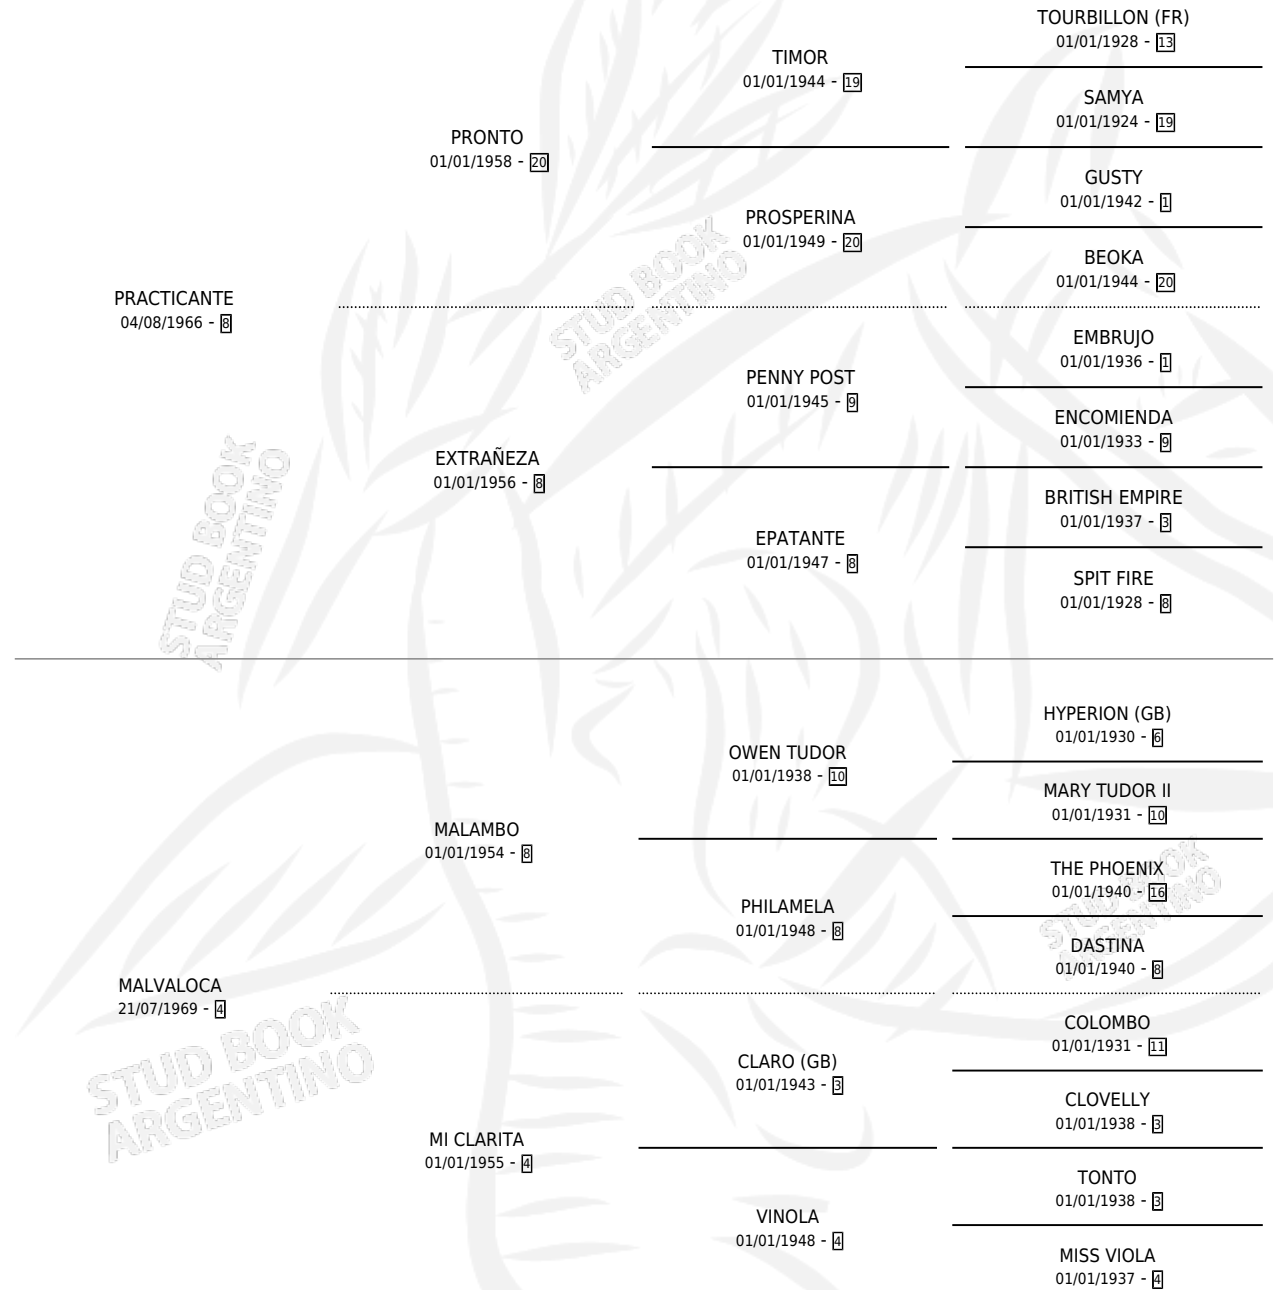 PRACTICANTE
04/08/1966 - 8
PRONTO
01/01/1958 - 20
TIMOR
01/01/1944 - 19
TOURBILLON (FR)
01/01/1928 - 13
SAMYA
01/01/1924 - 19
PROSPERINA
01/01/1949 - 20
GUSTY
01/01/1942 - 1
BEOKA
01/01/1944 - 20
EXTRAÑEZA
01/01/1956 - 8
PENNY POST
01/01/1945 - 9
EMBRUJO
01/01/1936 - 1
ENCOMIENDA
01/01/1933 - 9
EPATANTE
01/01/1947 - 8
BRITISH EMPIRE
01/01/1937 - 3
SPIT FIRE
01/01/1928 - 8
MALVALOCA
21/07/1969 - 4
MALAMBO
01/01/1954 - 8
OWEN TUDOR
01/01/1938 - 10
HYPERION (GB)
01/01/1930 - 6
MARY TUDOR II
01/01/1931 - 10
PHILAMELA
01/01/1948 - 8
THE PHOENIX
01/01/1940 - 16
DASTINA
01/01/1940 - 8
MI CLARITA
01/01/1955 - 4
CLARO (GB)
01/01/1943 - 3
COLOMBO
01/01/1931 - 11
CLOVELLY
01/01/1938 - 3
VINOLA
01/01/1948 - 4
TONTO
01/01/1938 - 3
MISS VIOLA
01/01/1937 - 4
STUD BOOK
ARGENTINO
STUD BOOK
ARGENTINO
STUD BOOK
ARGENTINO
STUD BOOK
ARGENTINO